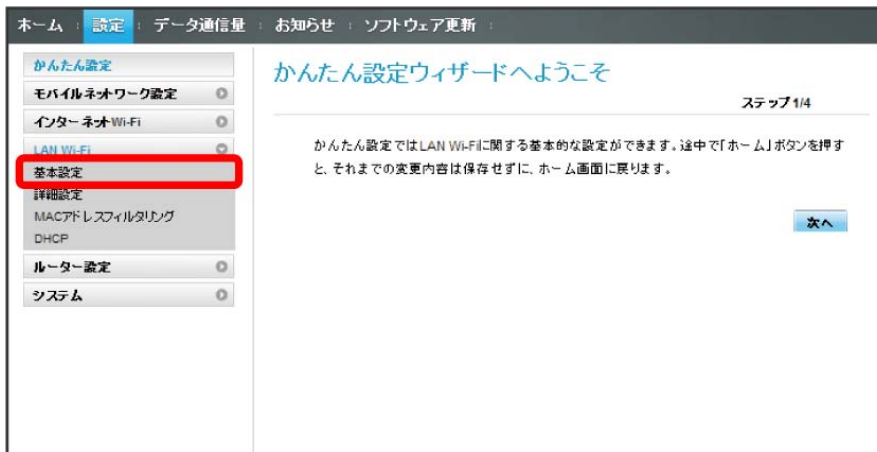 ホーム 設定 データ通信量 お知らせ ソフトウェア更新
かんたん設定
モバイルネットワーク設定
インターネットWi-Fi
LAN Wi-Fi
基本設定
詳細設定
MACアドレスフィルタリング
DHCP
ルーター設定
システム
かんたん設定ウィザードへようこそ
ステップ1/4
かんたん設定ではLAN Wi-Fiに関する基本的な設定ができます。途中で「ホーム」ボタンを押す
と、それまでの変更内容は保存せずに、ホーム画面に戻ります。
次へ